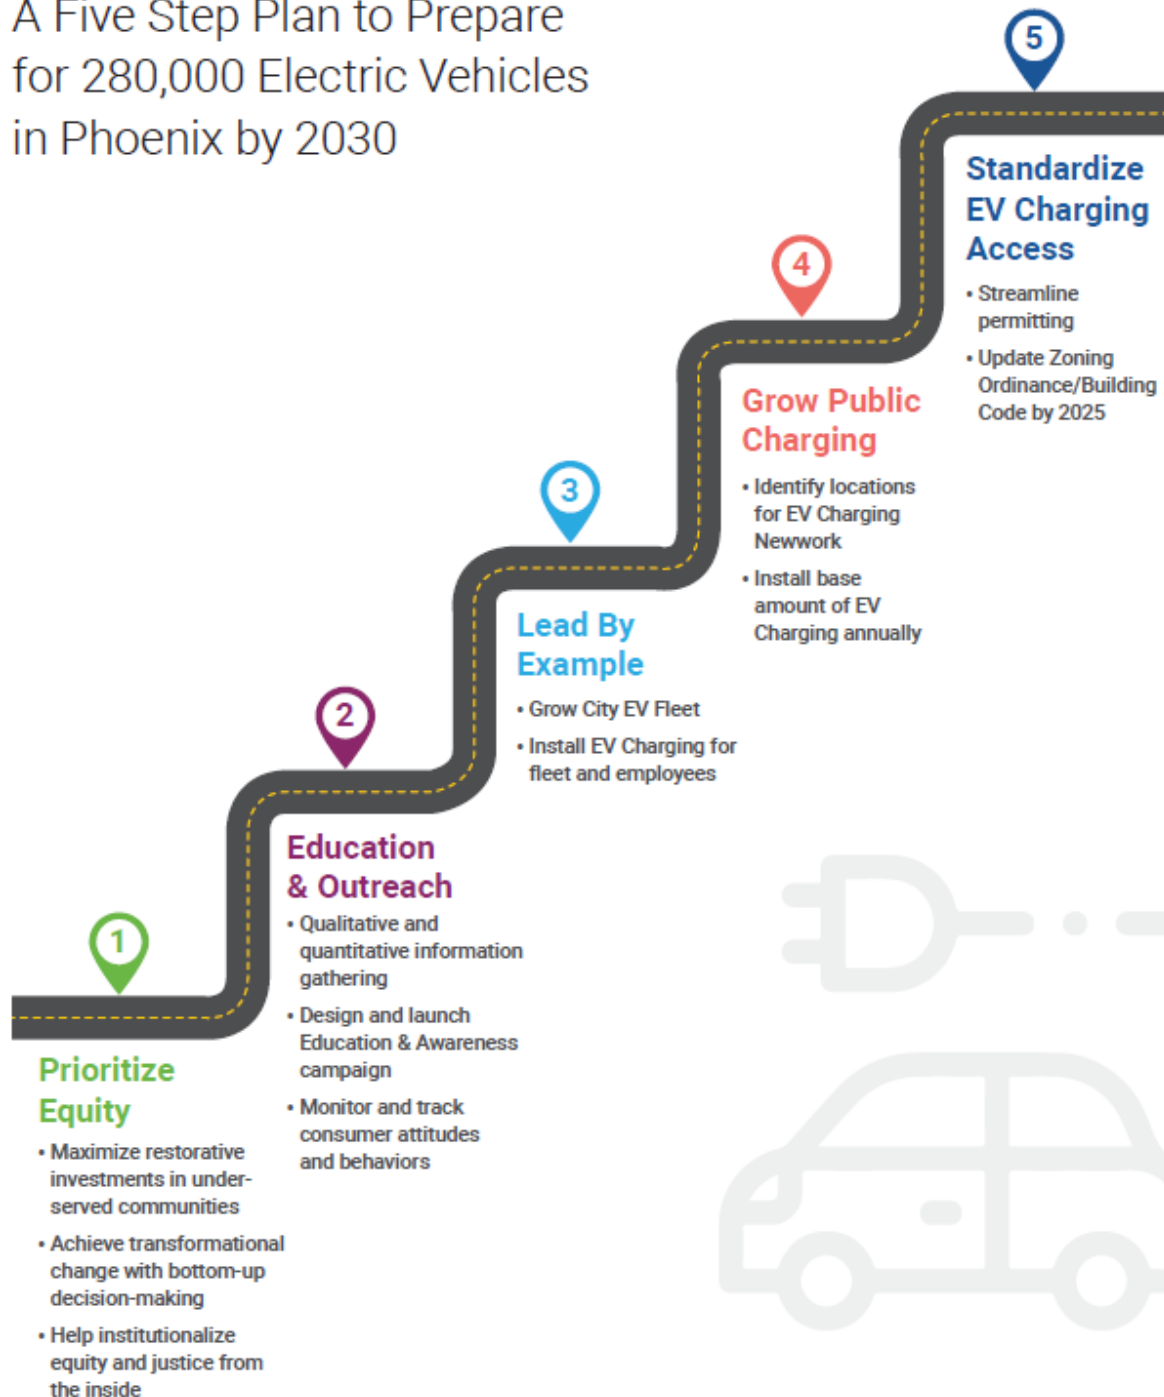 A Five Step Plan to Prepare
for 280,000 Electric Vehicles
in Phoenix by 2030
1
Prioritize
Equity
• Maximize restorative
investments in under-
served communities
• Achieve transformational
change with bottom-up
decision-making
• Help institutionalize
equity and justice from
the inside
2
Education
& Outreach
• Qualitative and
quantitative information
gathering
• Design and launch
Education & Awareness
campaign
• Monitor and track
consumer attitudes
and behaviors
3
Lead By
Example
• Grow City EV Fleet
• Install EV Charging for
fleet and employees
4
Grow Public
Charging
• Identify locations
for EV Charging
Newwork
• Install base
amount of EV
Charging annually
5
Standardize
EV Charging
Access
• Streamline
permitting
• Update Zoning
Ordinance/Building
Code by 2025